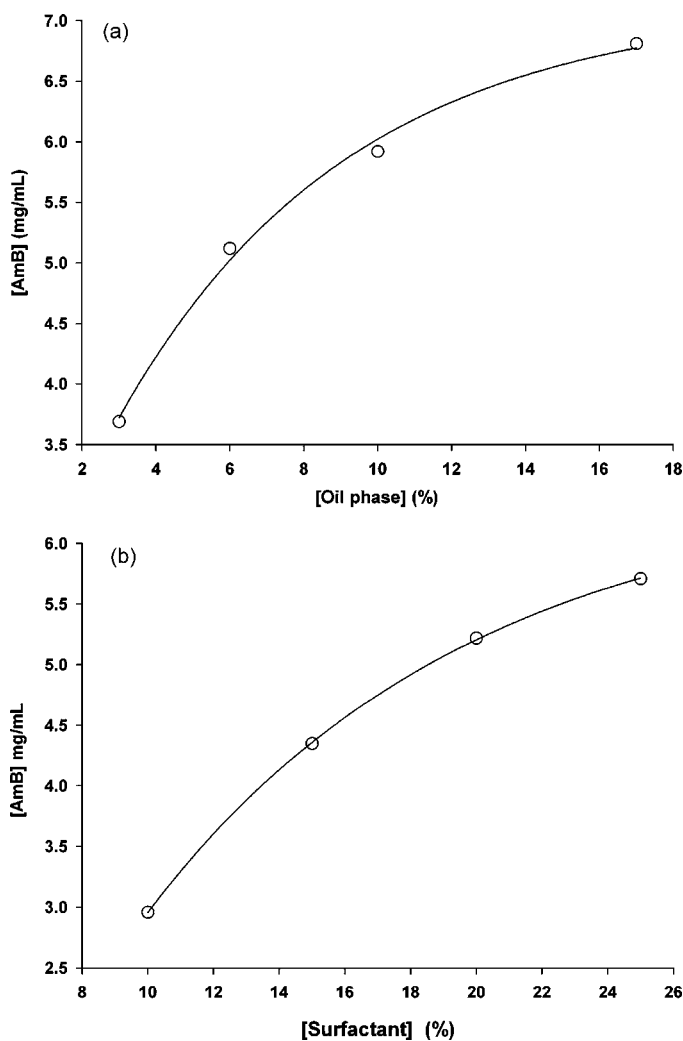 (a)
7.0
6.5
6.0
5.5
5.0
4.5
4.0
3.5
[AmB] (mg/mL)
2 4 6 8 10 12 14 16 18
[Oil phase] (%)
(b)
6.0
5.5
5.0
4.5
4.0
3.5
3.0
2.5
[AmB] mg/mL
8 10 12 14 16 18 20 22 24 26
[Surfactant] (%)